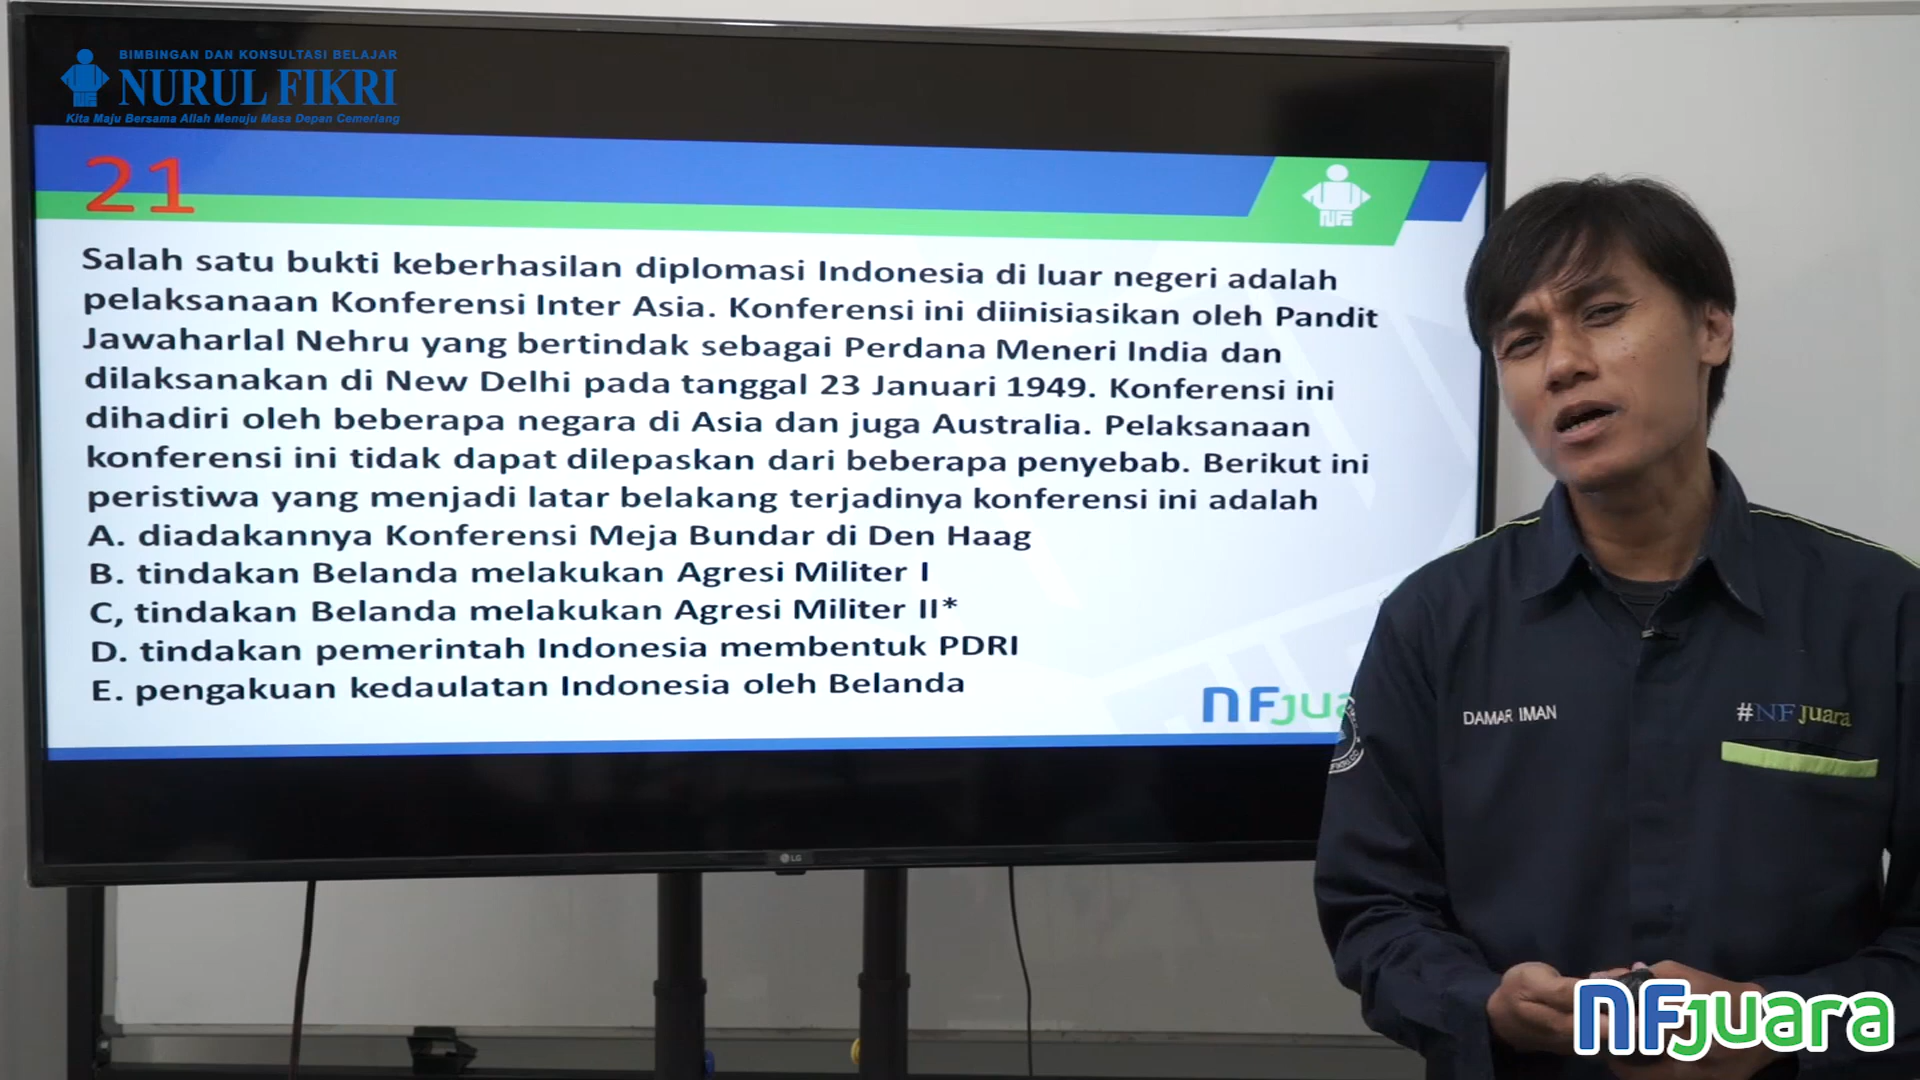 BIMBINGAN DAN KONSULTASI BELAJAR
NURUL FIKRI
Kita Maju Bersama Allah Menuju Masa Depan Cemerlang
21
NF
Salah satu bukti keberhasilan diplomasi Indonesia di luar negeri adalah
pelaksanaan Konferensi Inter Asia. Konferensi ini diinisiasikan oleh Pandit
Jawaharlal Nehru yang bertindak sebagai Perdana Meneri India dan
dilaksanakan di New Delhi pada tanggal 23 Januari 1949. Konferensi ini
dihadiri oleh beberapa negara di Asia dan juga Australia. Pelaksanaan
konferensi ini tidak dapat dilepaskan dari beberapa penyebab. Berikut ini
peristiwa yang menjadi latar belakang terjadinya konferensi ini adalah
A. diadakannya Konferensi Meja Bundar di Den Haag
B. tindakan Belanda melakukan Agresi Militer I
C, tindakan Belanda melakukan Agresi Militer II*
D. tindakan pemerintah Indonesia membentuk PDRI
E. pengakuan kedaulatan Indonesia oleh Belanda
NFjua
LG
DAMAR IMAN
#NFjuara
NFjuara